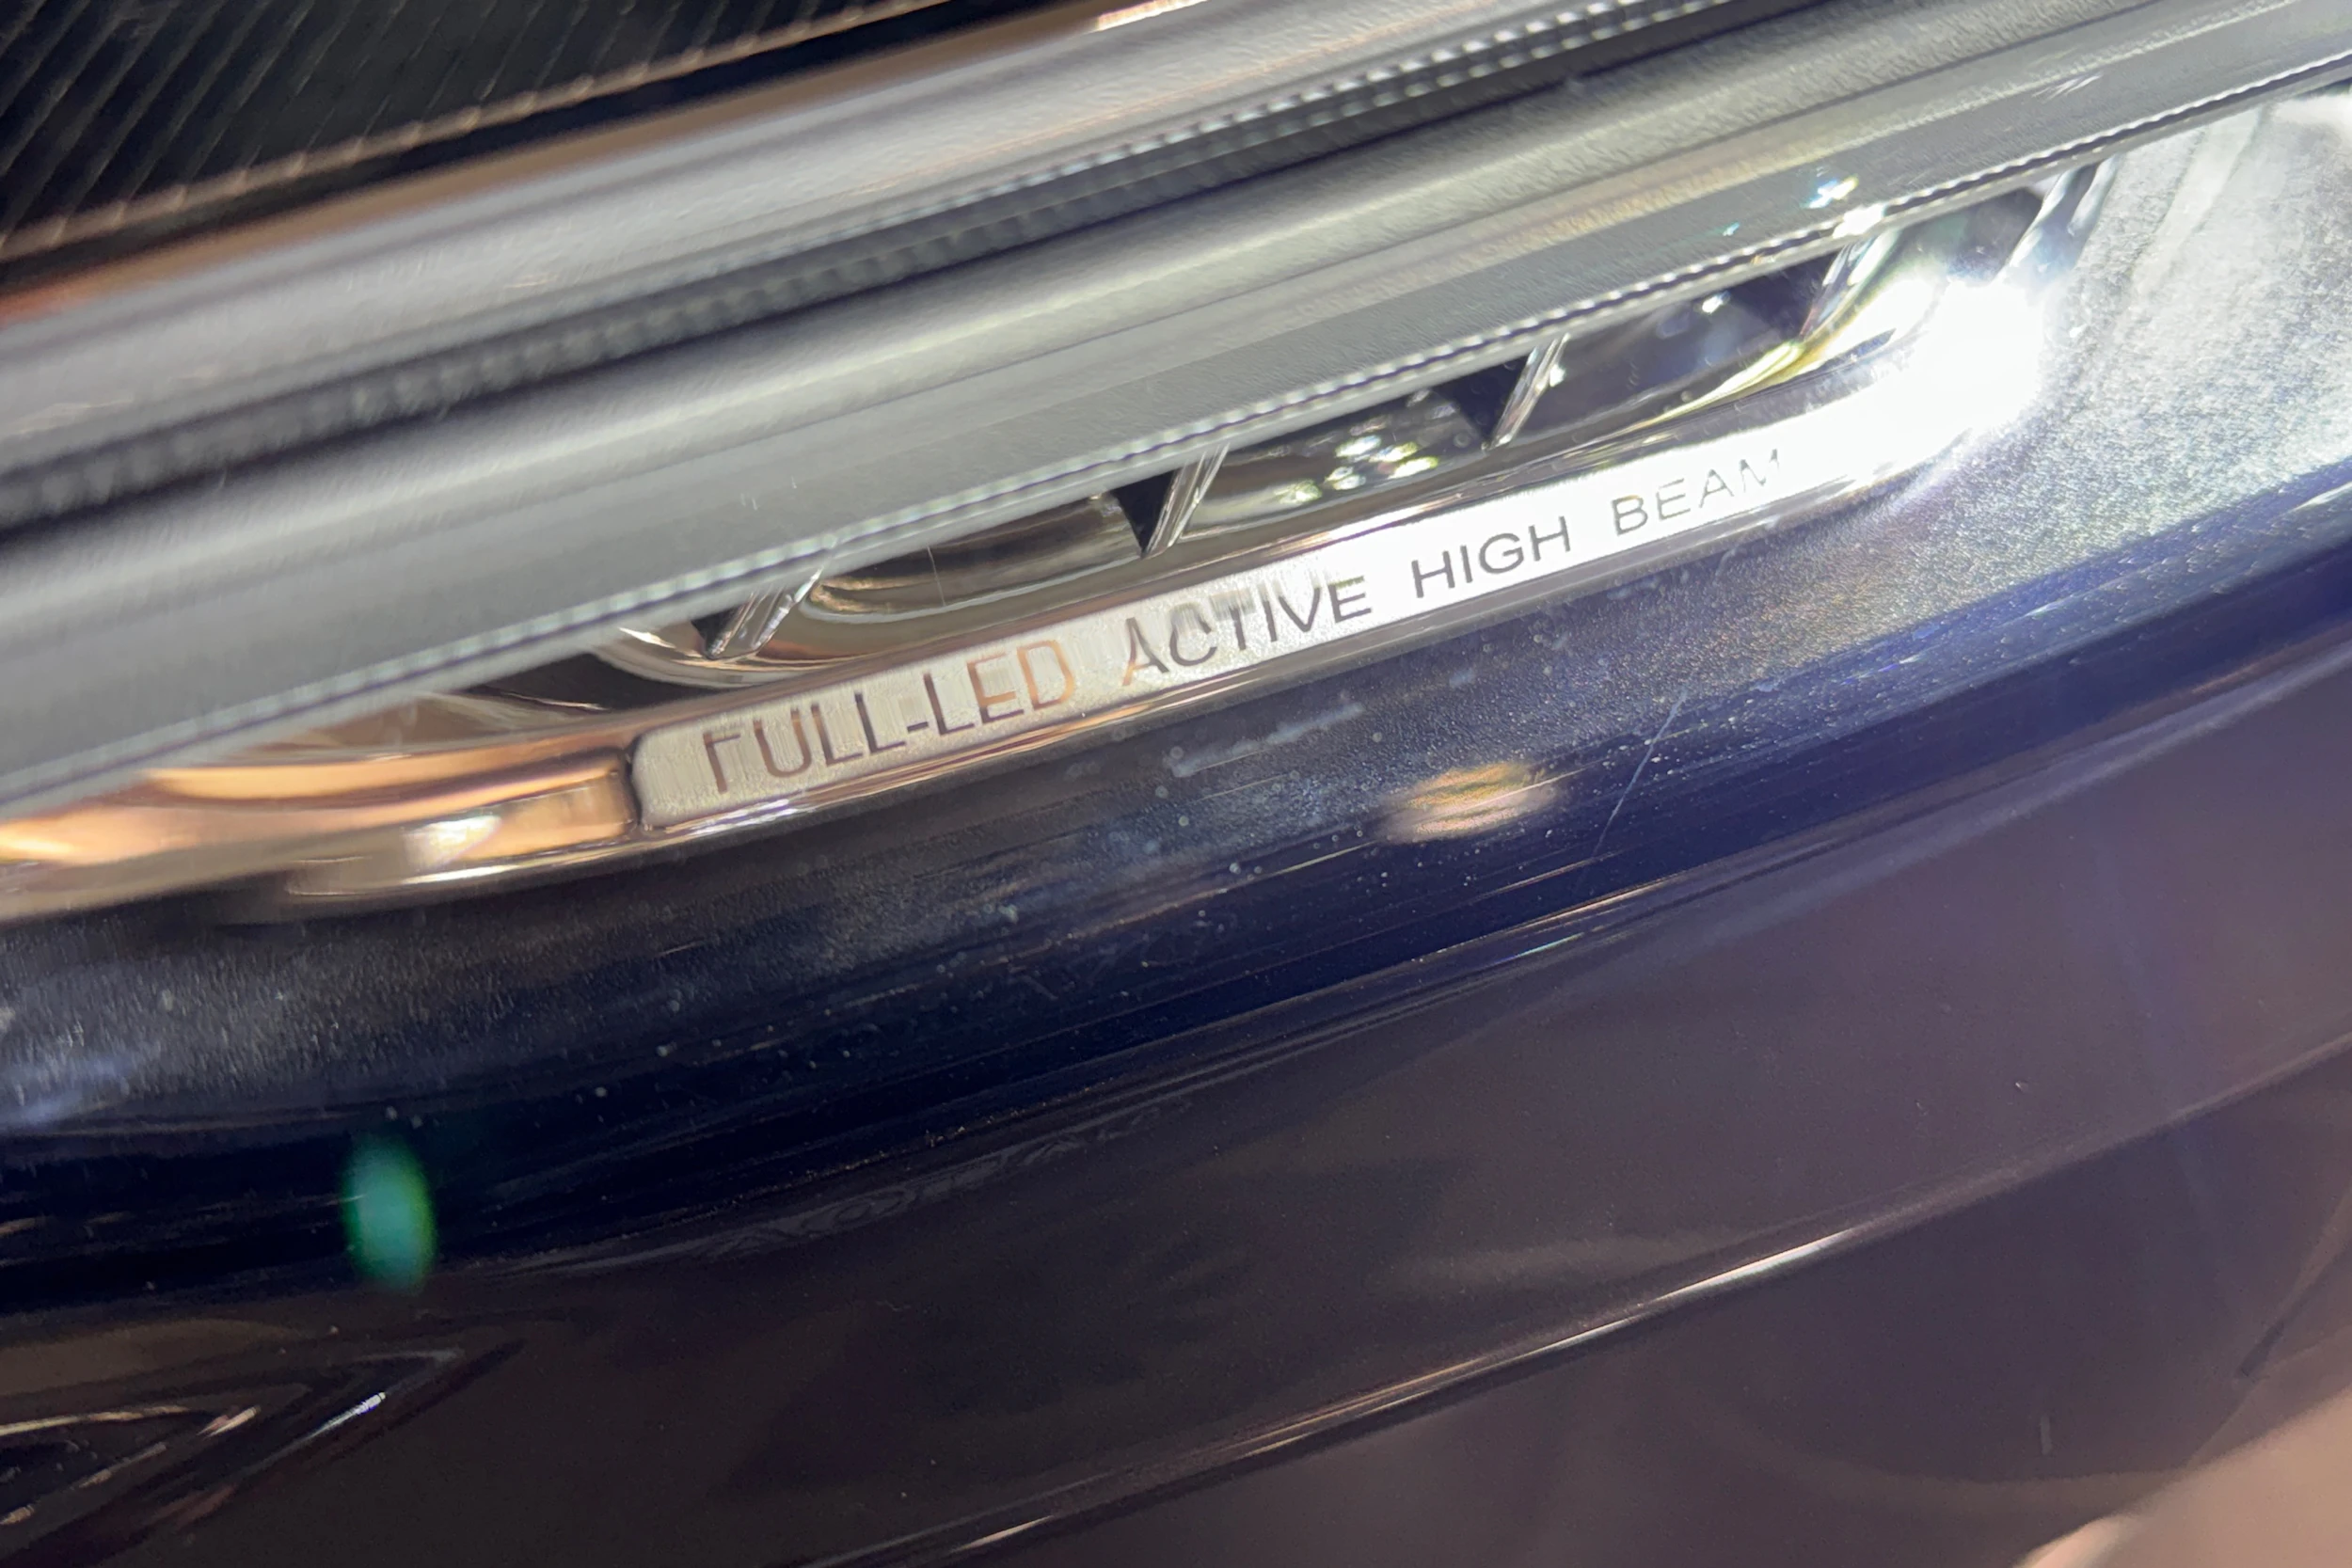 FULL-LED ACTIVE HIGH BEAM